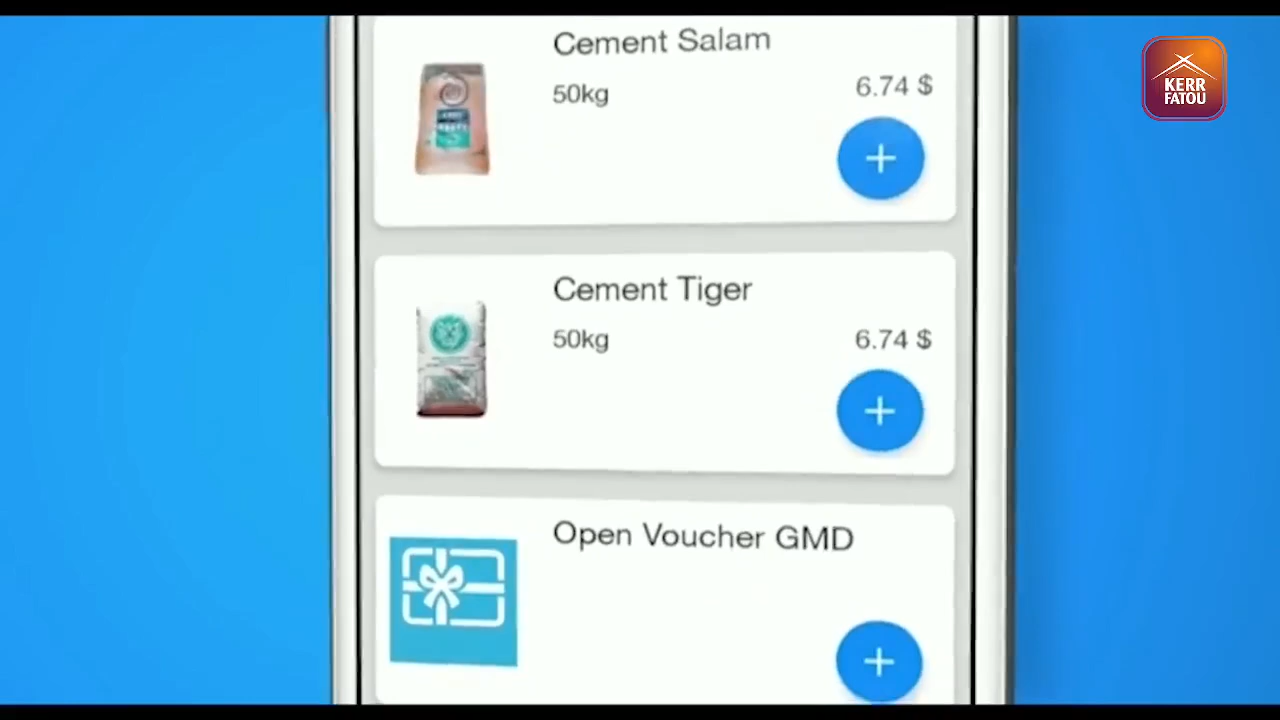 Cement Salam
50kg
6.74 $
KERR
FATOU
Cement Tiger
50kg
6.74 $
Open Voucher GMD